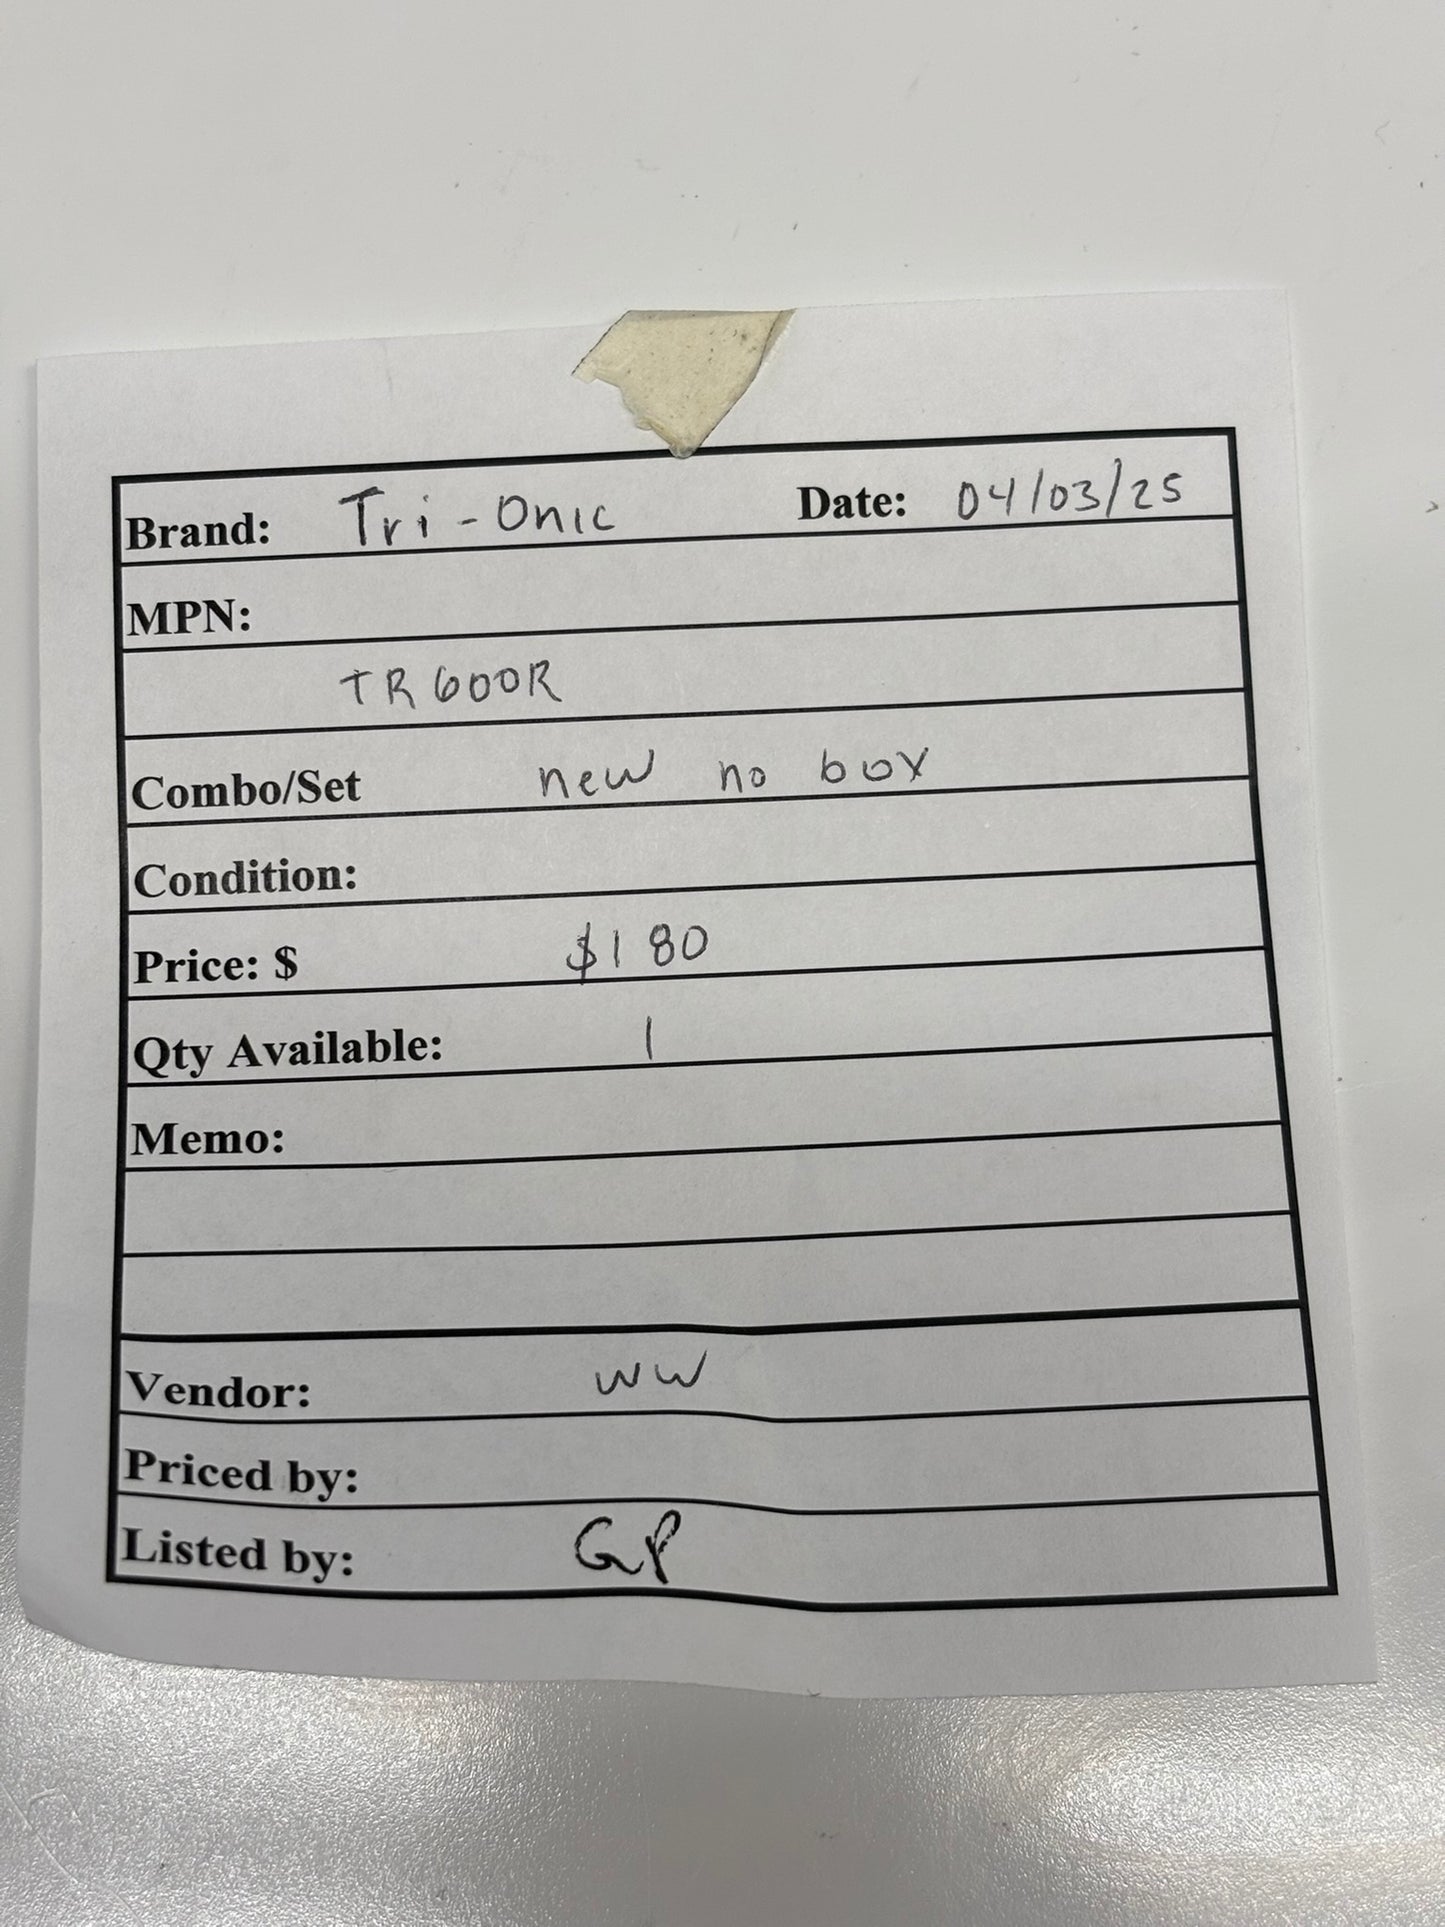 Brand: Tri-Onic Date: 04/03/25
MPN:
TR600R
Combo/Set new no box
Condition:
Price: $ $180
Qty Available: 1
Memo:
Vendor: WW
Priced by:
Listed by: GP